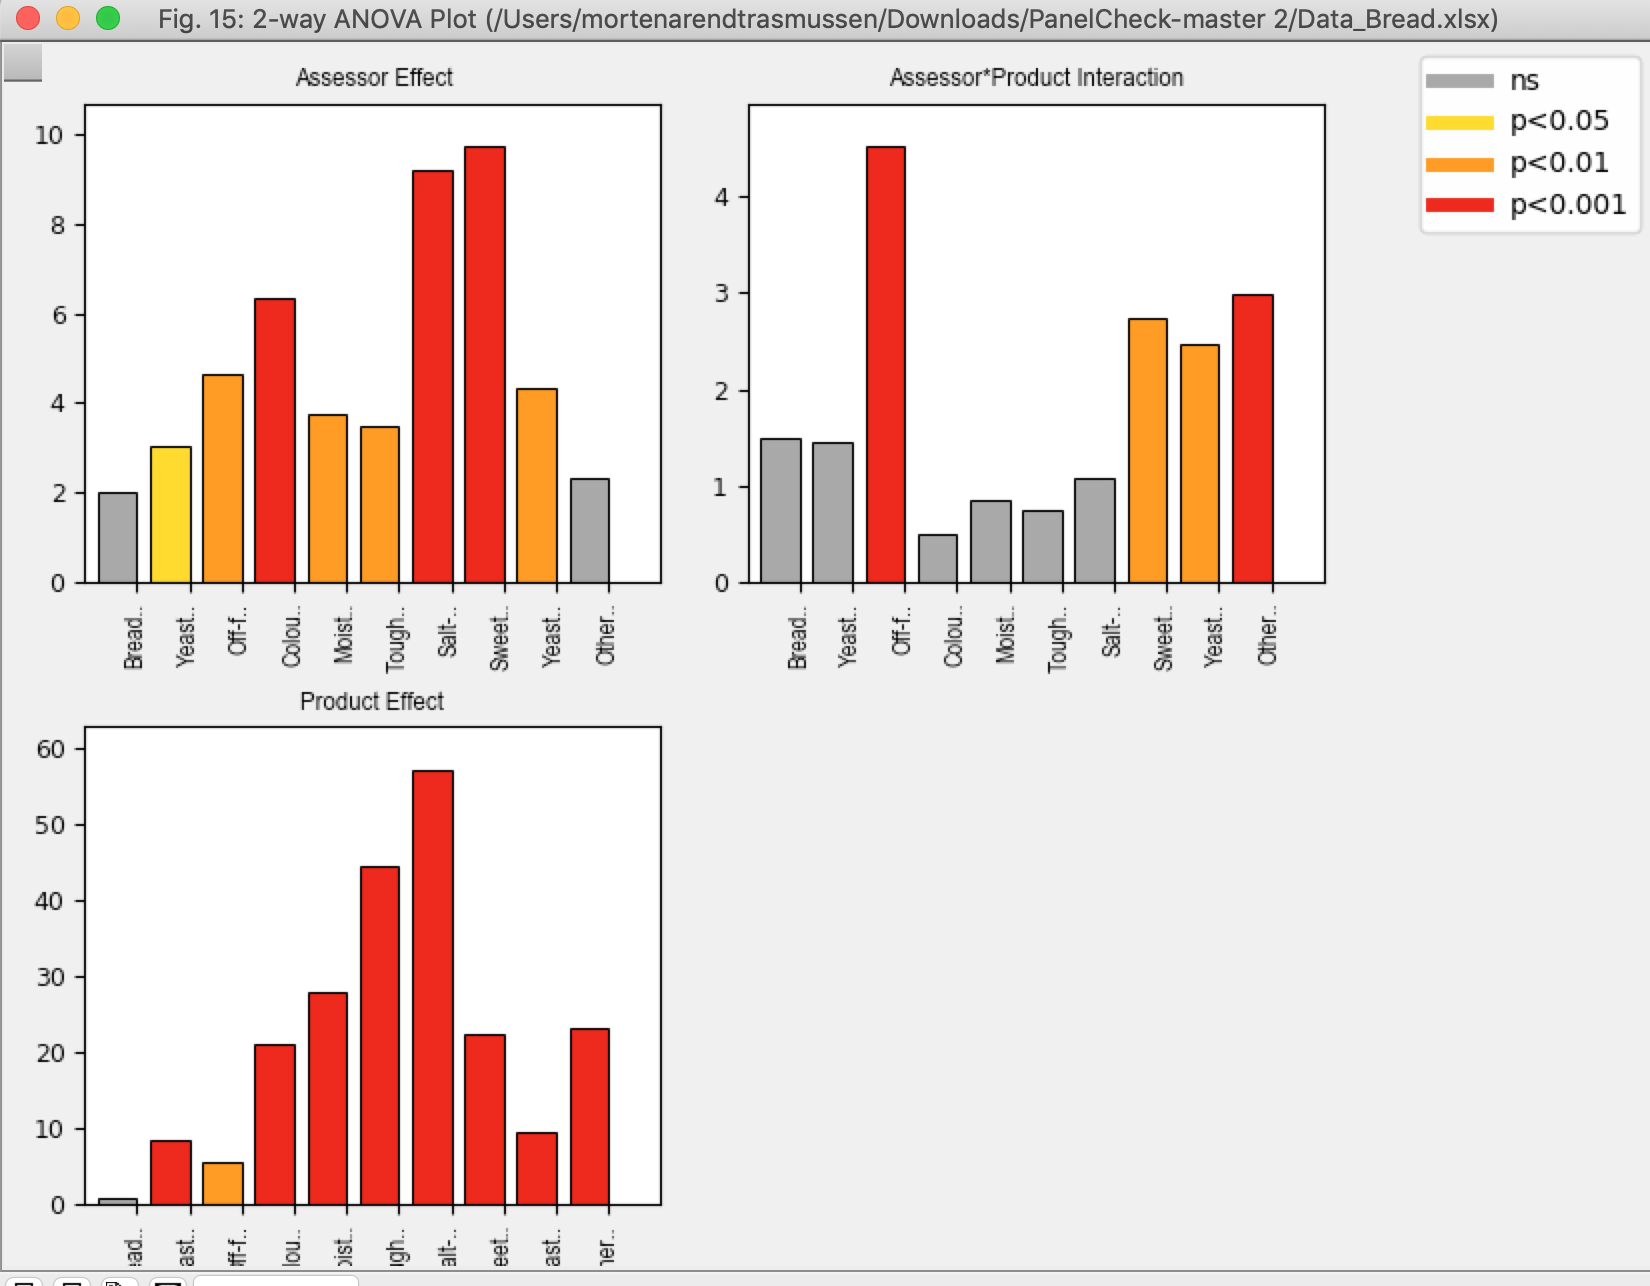 Fig. 15: 2-way ANOVA Plot (/Users/mortenarendtrasmussen/Downloads/PanelCheck-master 2/Data_Bread.xlsx)
Assessor Effect
10
8
6
4
2
0
Bread..
Yeast..
Off-f..
Colou..
Moist..
Tough..
Salt-..
Sweet..
Yeast..
Other..
Assessor*Product Interaction
4
3
2
1
0
Bread..
Yeast..
Off-f..
Colou..
Moist..
Tough..
Salt-..
Sweet..
Yeast..
Other..
ns
p<0.05
p<0.01
p<0.001
Product Effect
60
50
40
30
20
10
0
ead..
ast..
ff-f..
lou..
oist..
ugh..
alt-..
eet..
ast..
her..